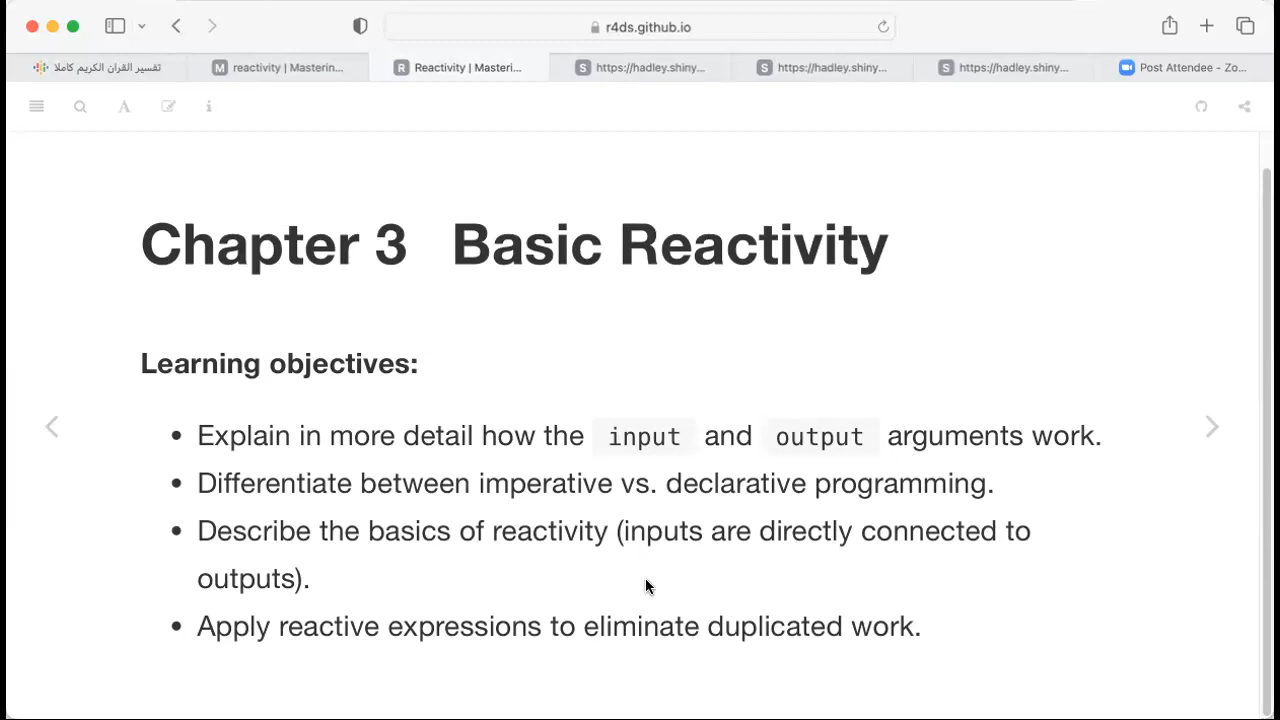 r4ds.github.io
تفسير القران الكريم كاملا
reactivity | Masterin...
Reactivity | Masteri...
https://hadley.shiny...
https://hadley.shiny...
https://hadley.shiny...
Post Attendee - Zo...
Chapter 3 Basic Reactivity
Learning objectives:
• Explain in more detail how the input and output arguments work.
• Differentiate between imperative vs. declarative programming.
• Describe the basics of reactivity (inputs are directly connected to
outputs).
• Apply reactive expressions to eliminate duplicated work.